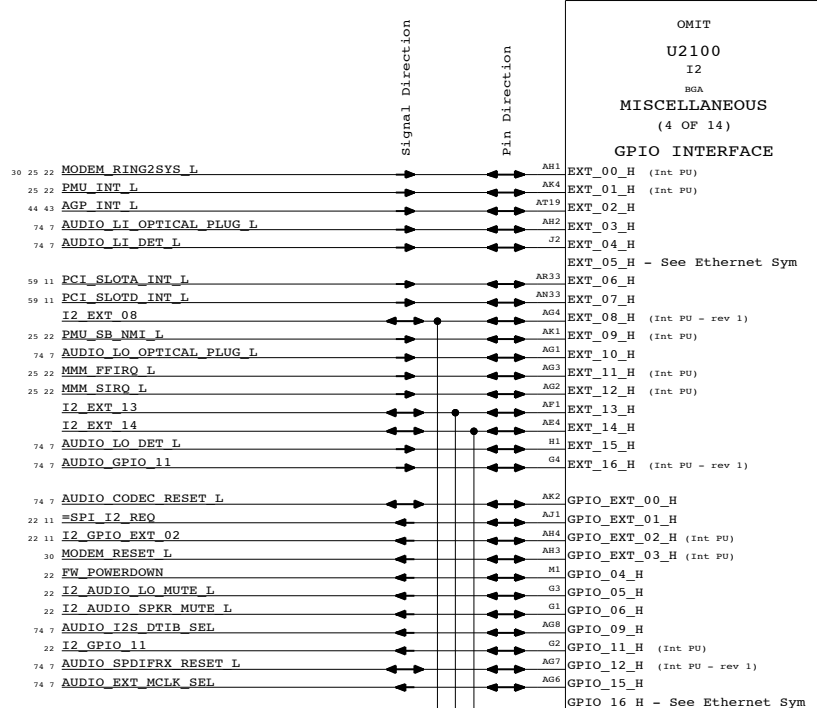 OMIT
U2100
I2
BGA
MISCELLANEOUS
(4 OF 14)
GPIO INTERFACE
Signal Direction
Pin Direction
30 25 22 MODEM_RING2SYS_L AH1 EXT_00_H (Int PU)
25 22 PMU_INT_L AK4 EXT_01_H (Int PU)
44 43 AGP_INT_L AT19 EXT_02_H
74 7 AUDIO_LI_OPTICAL_PLUG_L AH2 EXT_03_H
74 7 AUDIO_LI_DET_L J2 EXT_04_H
EXT_05_H - See Ethernet Sym
59 11 PCI_SLOTA_INT_L AR33 EXT_06_H
59 11 PCI_SLOTD_INT_L AN33 EXT_07_H
I2_EXT_08 AG4 EXT_08_H (Int PU - rev 1)
25 22 PMU_SB_NMI_L AK1 EXT_09_H (Int PU)
74 7 AUDIO_LO_OPTICAL_PLUG_L AG1 EXT_10_H
25 22 MMM_FFIRQ_L AG3 EXT_11_H (Int PU)
25 22 MMM_SIRQ_L AG2 EXT_12_H (Int PU)
I2_EXT_13 AF1 EXT_13_H
I2_EXT_14 AE4 EXT_14_H
74 7 AUDIO_LO_DET_L H1 EXT_15_H
74 7 AUDIO_GPIO_11 G4 EXT_16_H (Int PU - rev 1)
74 7 AUDIO_CODEC_RESET_L AK2 GPIO_EXT_00_H
22 11 =SPI_I2_REQ AJ1 GPIO_EXT_01_H
22 11 I2_GPIO_EXT_02 AH4 GPIO_EXT_02_H (Int PU)
30 MODEM_RESET_L AH3 GPIO_EXT_03_H (Int PU)
22 FW_POWERDOWN M1 GPIO_04_H
22 I2_AUDIO_LO_MUTE_L G3 GPIO_05_H
22 I2_AUDIO_SPKR_MUTE_L G1 GPIO_06_H
74 7 AUDIO_I2S_DTIB_SEL AG8 GPIO_09_H
22 I2_GPIO_11 G2 GPIO_11_H (Int PU)
74 7 AUDIO_SPDIFRX_RESET_L AG7 GPIO_12_H (Int PU - rev 1)
74 7 AUDIO_EXT_MCLK_SEL AG6 GPIO_15_H
GPIO_16_H - See Ethernet Sym